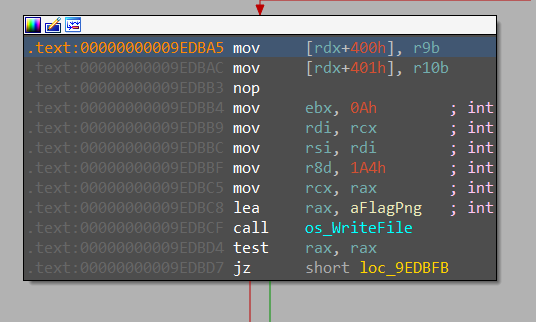 .text:00000000009EDBA5 mov [rdx+400h], r9b
.text:00000000009EDBAC mov [rdx+401h], r10b
.text:00000000009EDBB3 nop
.text:00000000009EDBB4 mov ebx, 0Ah ; int
.text:00000000009EDBB9 mov rdi, rcx ; int
.text:00000000009EDBBC mov rsi, rdi ; int
.text:00000000009EDBBF mov r8d, 1A4h ; int
.text:00000000009EDBC5 mov rcx, rax ; int
.text:00000000009EDBC8 lea rax, aFlagPng ; int
.text:00000000009EDBCF call os_WriteFile
.text:00000000009EDBD4 test rax, rax
.text:00000000009EDBD7 jz short loc_9EDBFB